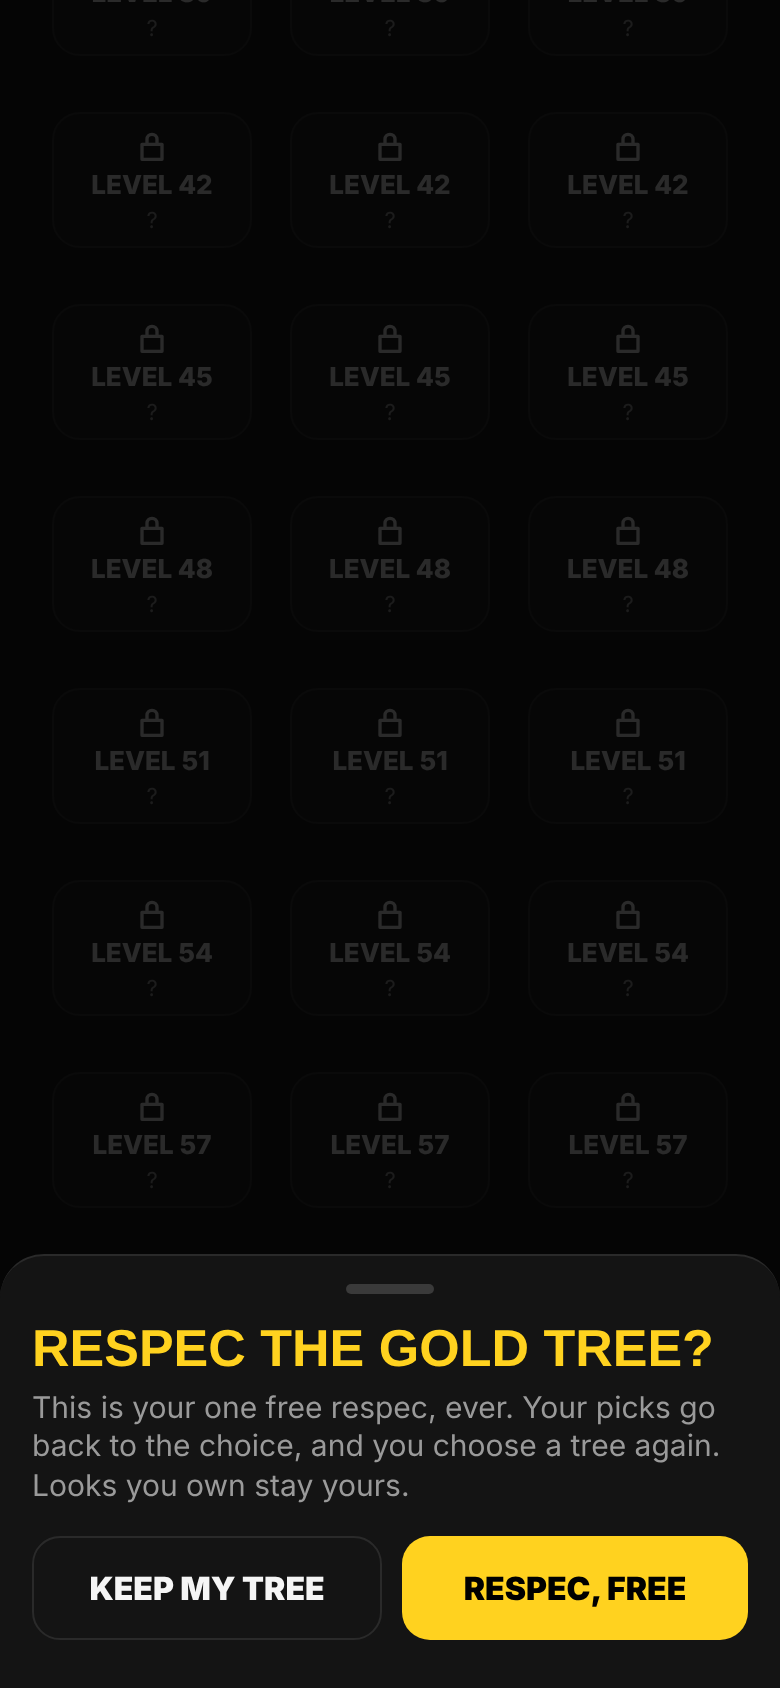 ?
?
?
LEVEL 42
LEVEL 42
LEVEL 42
?
?
?
LEVEL 45
LEVEL 45
LEVEL 45
?
?
?
LEVEL 48
LEVEL 48
LEVEL 48
?
?
?
LEVEL 51
LEVEL 51
LEVEL 51
?
?
?
LEVEL 54
LEVEL 54
LEVEL 54
?
?
?
LEVEL 57
LEVEL 57
LEVEL 57
?
?
?
RESPEC THE GOLD TREE?
This is your one free respec, ever. Your picks go
back to the choice, and you choose a tree again.
Looks you own stay yours.
KEEP MY TREE
RESPEC, FREE